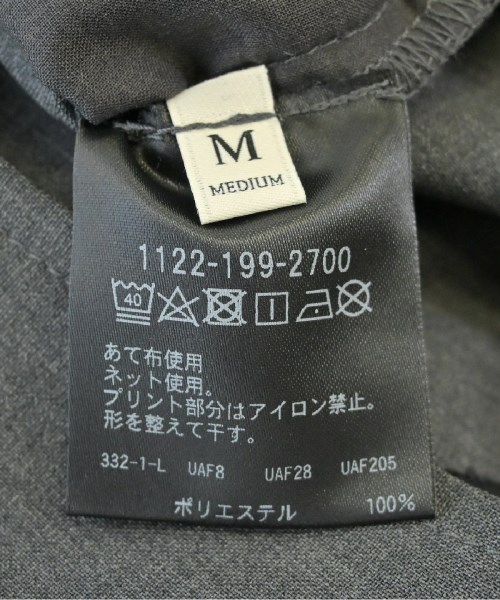 M
MEDIUM
1122-199-2700
40
あて布使用
ネット使用。
プリント部分はアイロン禁止。
形を整えて干す。
332-1-L UAF8 UAF28 UAF205
ポリエステル 100%